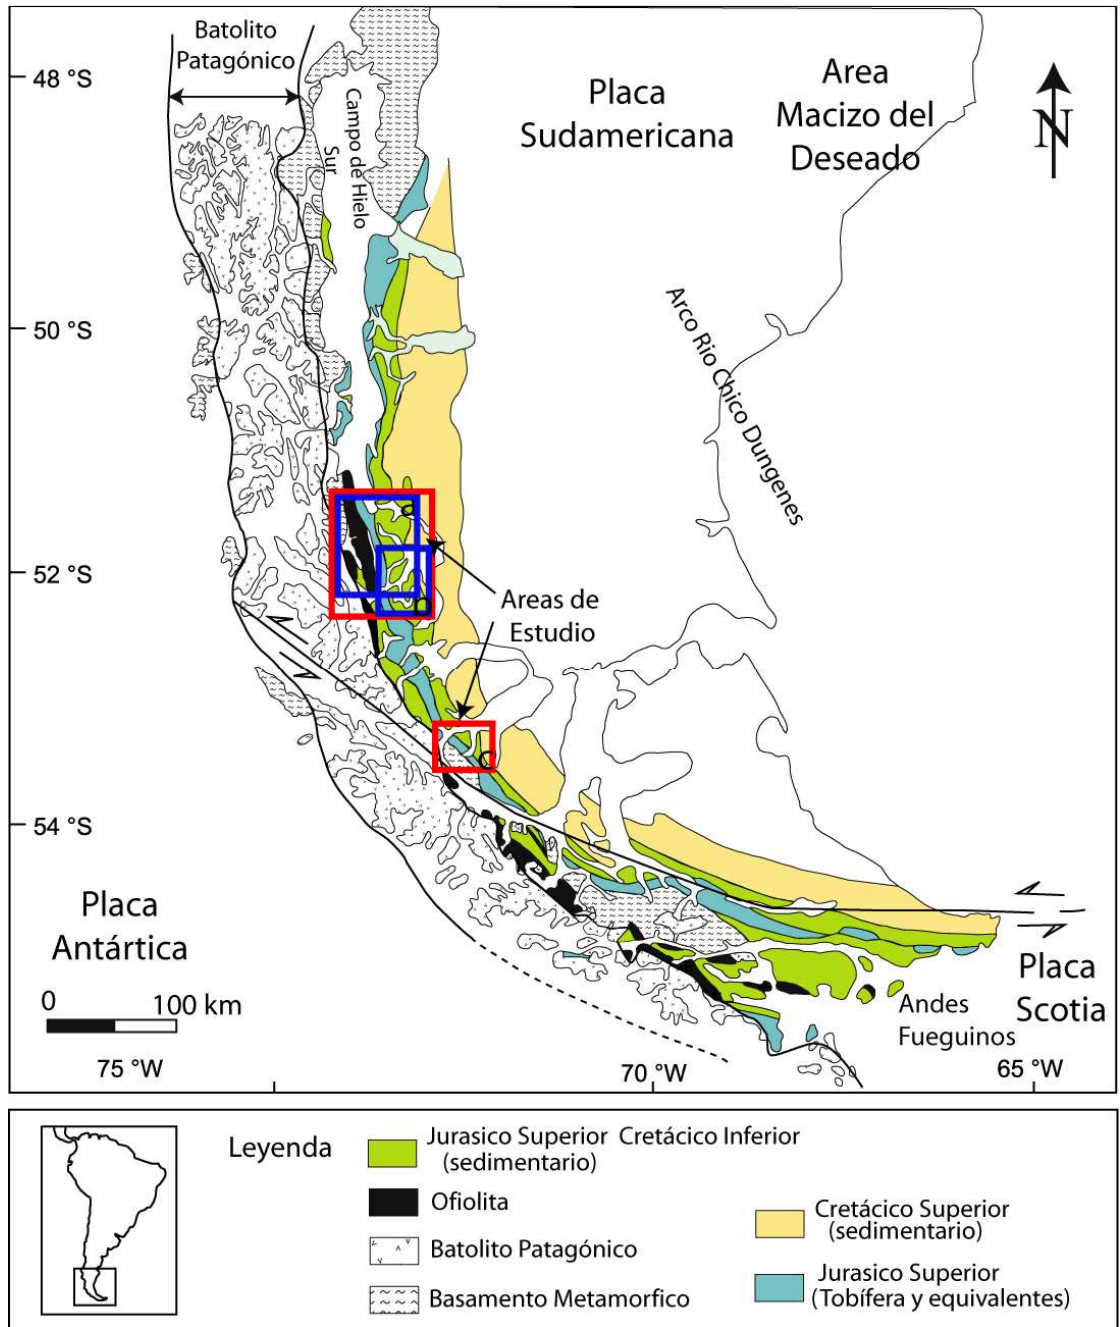 Batolito
Patagónico
48 °S
Campo de Hielo
Sur
Placa
Sudamericana
Area
Macizo del
Deseado
N
50 °S
Arco Rio Chico Dungenes
52 °S
Areas de
Estudio
54 °S
Placa
Antártica
0
100 km
Placa
Scotia
Andes
Fueguinos
75 °W
70 °W
65 °W
Leyenda
Jurasico Superior Cretácico Inferior
(sedimentario)
Ofiolita
Batolito Patagónico
Basamento Metamorfico
Cretácico Superior
(sedimentario)
Jurasico Superior
(Tobífera y equivalentes)